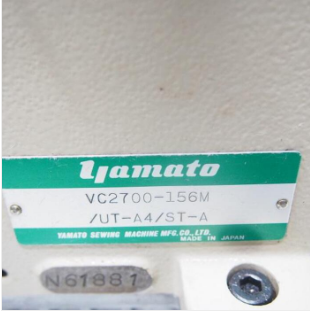 Yamato
VC2700-156M
/UT-A4/ST-A
YAMATO SEWING MACHINE MFG.CO.,LTD.
MADE IN JAPAN
N61881